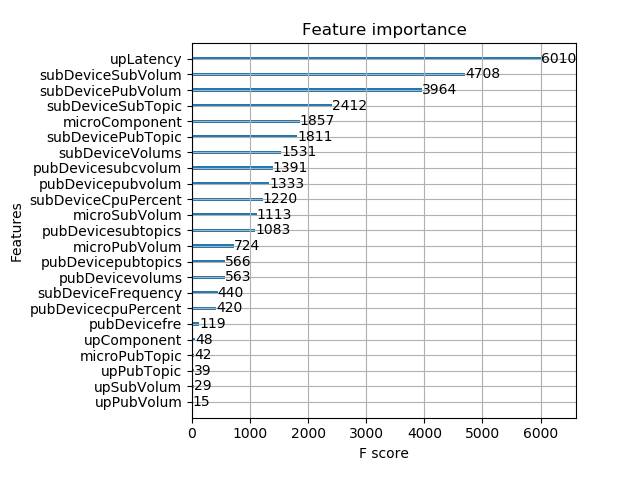 Feature importance
upLatency 6010
subDeviceSubVolum 4708
subDevicePubVolum 3964
subDeviceSubTopic 2412
microComponent 1857
subDevicePubTopic 1811
subDeviceVolums 1531
pubDevicesubcvolum 1391
pubDevicepubvolum 1333
subDeviceCpuPercent 1220
microSubVolum 1113
pubDevicesubtopics 1083
microPubVolum 724
pubDevicepubtopics 566
pubDevicevolums 563
subDeviceFrequency 440
pubDevicecpuPercent 420
pubDevicefre 119
upComponent 48
microPubTopic 42
upPubTopic 39
upSubVolum 29
upPubVolum 15
Features
0 1000 2000 3000 4000 5000 6000
F score